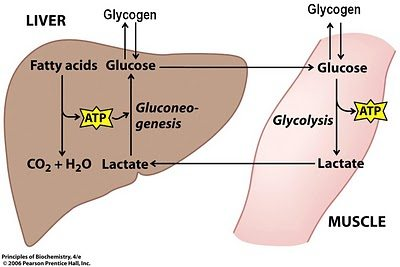 Glycogen
Glycogen
LIVER
Fatty acids
Glucose
Glucose
ATP
Gluconeo-
genesis
Glycolysis
ATP
CO2 + H2O
Lactate
Lactate
MUSCLE
Principles of Biochemistry, 4/e
© 2006 Pearson Prentice Hall, Inc.